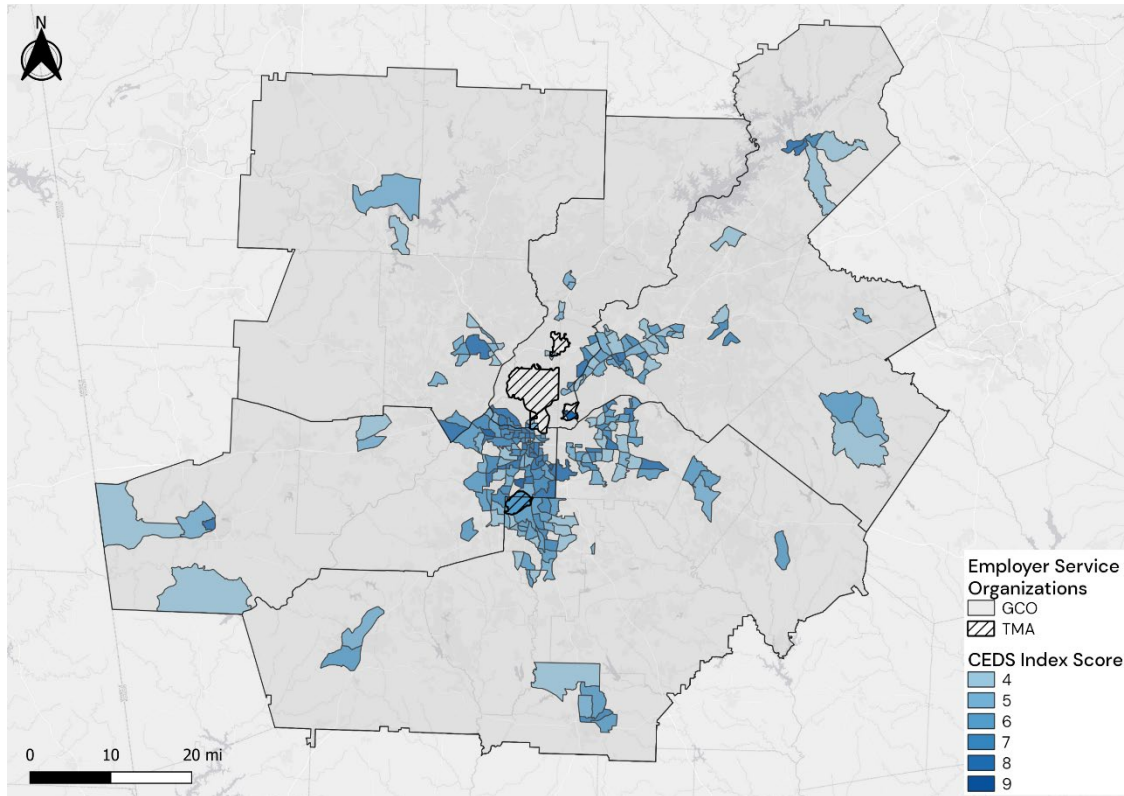 N
Employer Service
Organizations
GCO
TMA
CEDS Index Score
4
5
6
7
8
9
0 10 20 mi